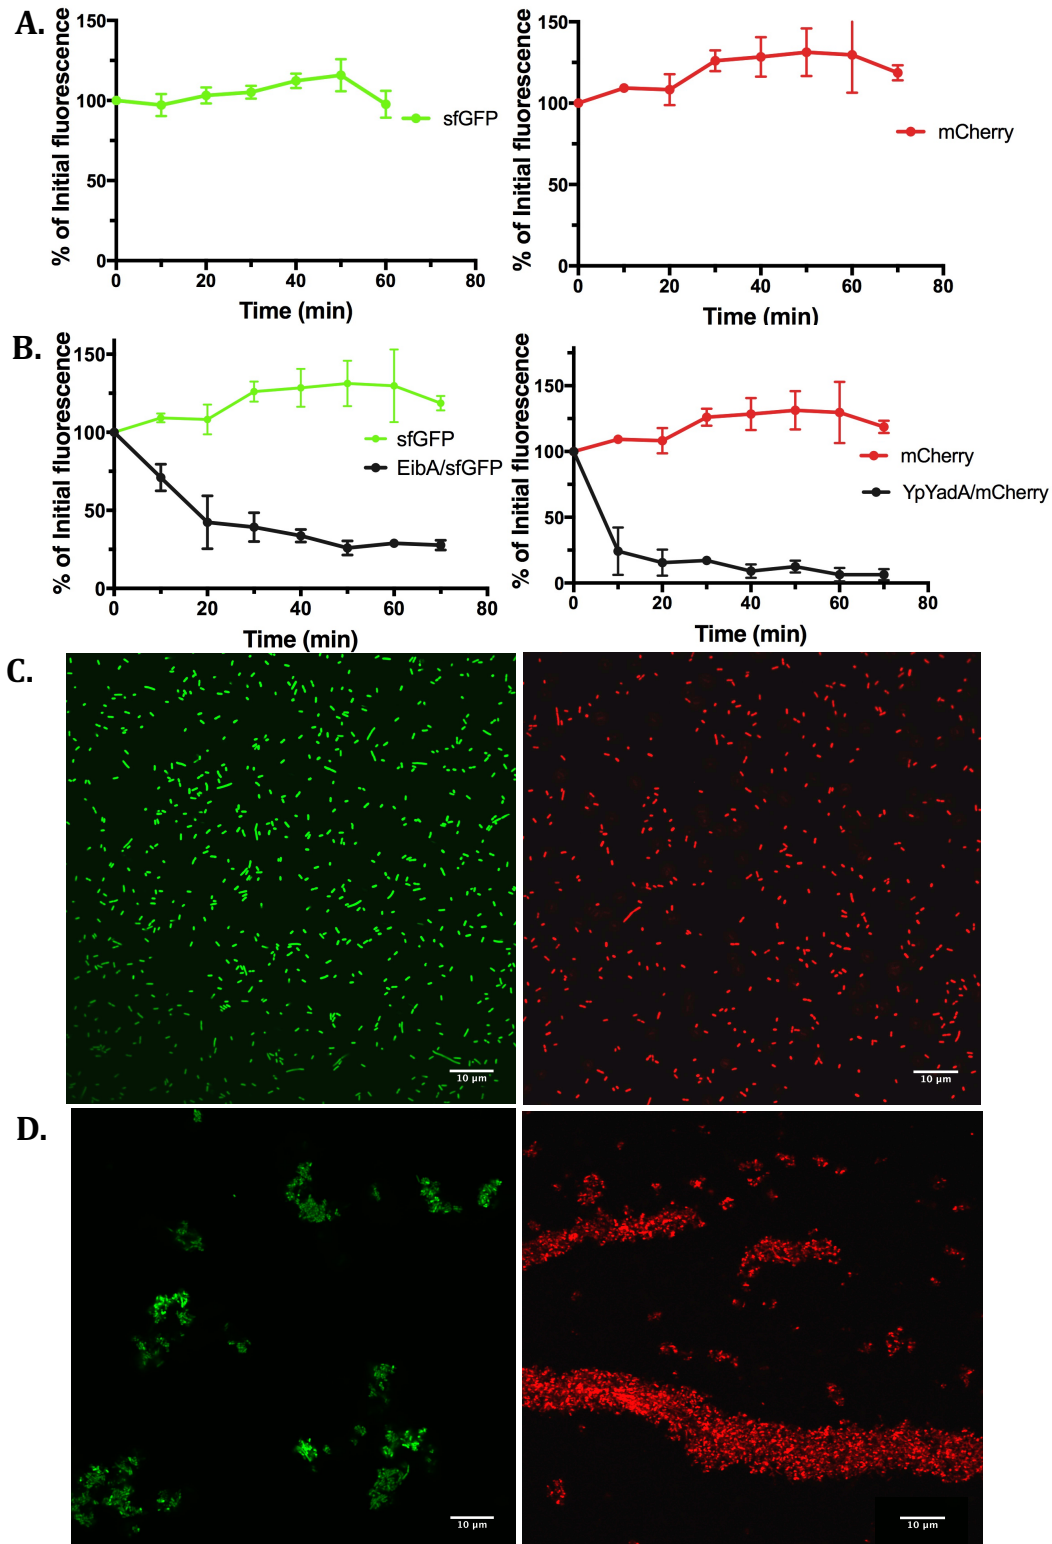 A.
% of Initial fluorescence
150
100
50
0
0 20 40 60 80
Time (min)
sfGFP
% of Initial fluorescence
150
100
50
0
0 20 40 60 80
Time (min)
mCherry
B.
% of Initial fluorescence
150
100
50
0
0 20 40 60 80
Time (min)
sfGFP
EibA/sfGFP
% of Initial fluorescence
150
100
50
0
0 20 40 60 80
Time (min)
mCherry
YpYadA/mCherry
C.
10 µm
10 µm
D.
10 µm
10 µm